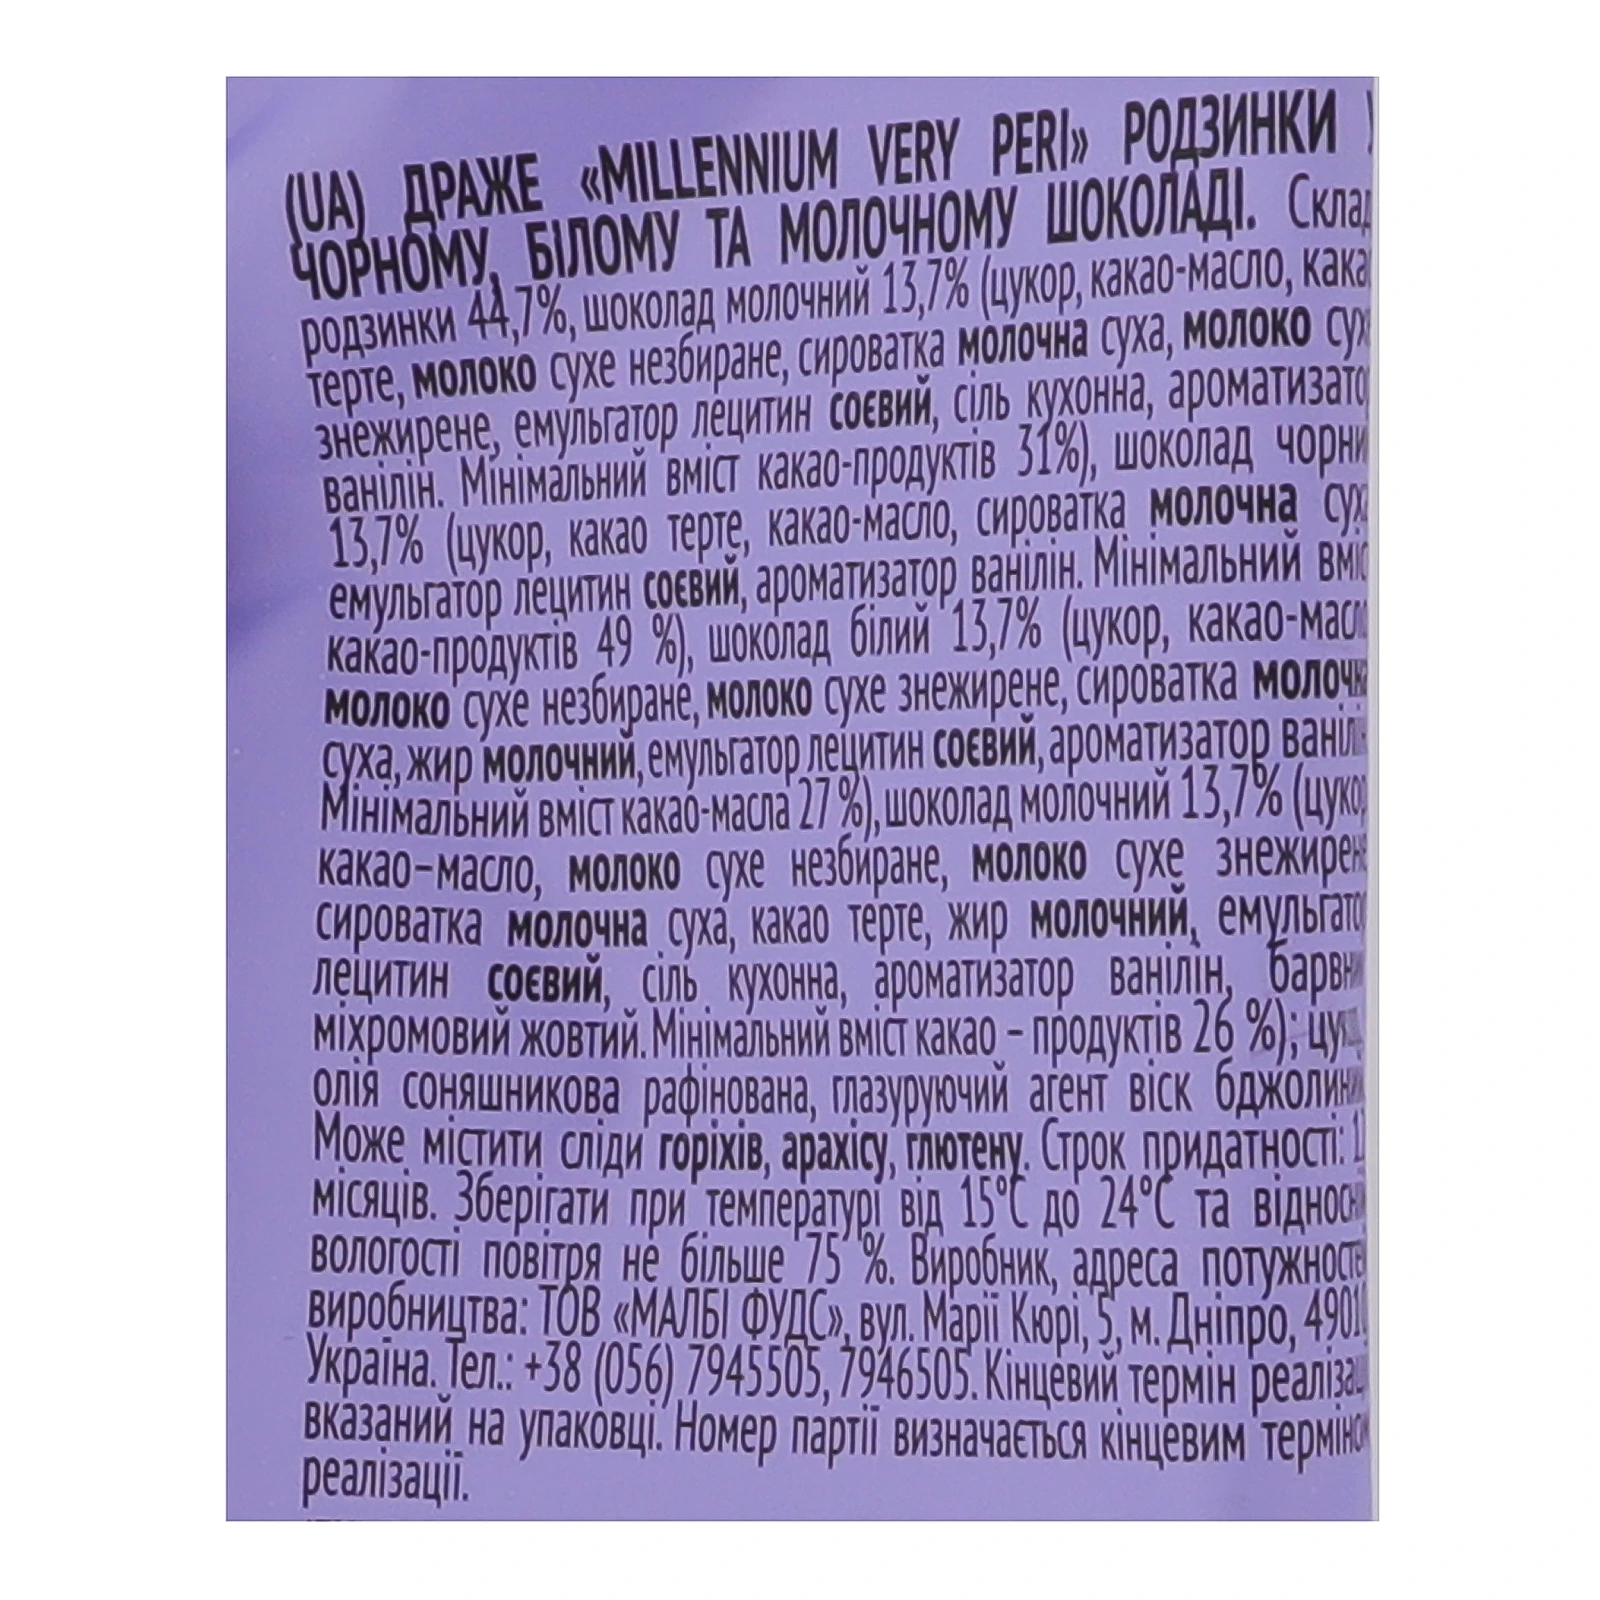 (UA) ДРАЖЕ «MILLENNIUM VERY PERI» РОДЗИНКИ У
ЧОРНОМУ, БІЛОМУ ТА МОЛОЧНОМУ ШОКОЛАДІ. Склад
родзинки 44,7%, шоколад молочний 13,7% (цукор, какао-масло, кака
терте, молоко сухе незбиране, сироватка молочна суха, молоко сух
знежирене, емульгатор лецитин соєвий, сіль кухонна, ароматизато
ванілін. Мінімальний вміст какао-продуктів 31%), шоколад чорни
13,7% (цукор, какао терте, какао-масло, сироватка молочна сух
емульгатор лецитин соєвий, ароматизатор ванілін. Мінімальний вміс
какао-продуктів 49 %), шоколад білий 13,7% (цукор, какао-масл
молоко сухе незбиране, молоко сухе знежирене, сироватка молочн
суха, жир молочний, емульгатор лецитин соєвий, ароматизатор ваніл
Мінімальний вміст какао-масла 27 %), шоколад молочний 13,7% (цукор
какао–масло, молоко сухе незбиране, молоко сухе знежирен
сироватка молочна суха, какао терте, жир молочний, емульгато
лецитин соєвий, сіль кухонна, ароматизатор ванілін, барвни
міхромовий жовтий. Мінімальний вміст какао – продуктів 26 %); цук
олія соняшникова рафінована, глазуруючий агент віск бджолин
Може містити сліди горіхів, арахісу, глютену. Строк придатності:
місяців. Зберігати при температурі від 15°С до 24°С та віднос
вологості повітря не більше 75 %. Виробник, адреса потужност
виробництва: ТОВ «МАЛБІ ФУДС», вул. Марії Кюрі, 5, м. Дніпро, 4901
Україна. Тел.: +38 (056) 7945505, 7946505. Кінцевий термін реаліза
вказаний на упаковці. Номер партії визначається кінцевим терміно
реалізації.